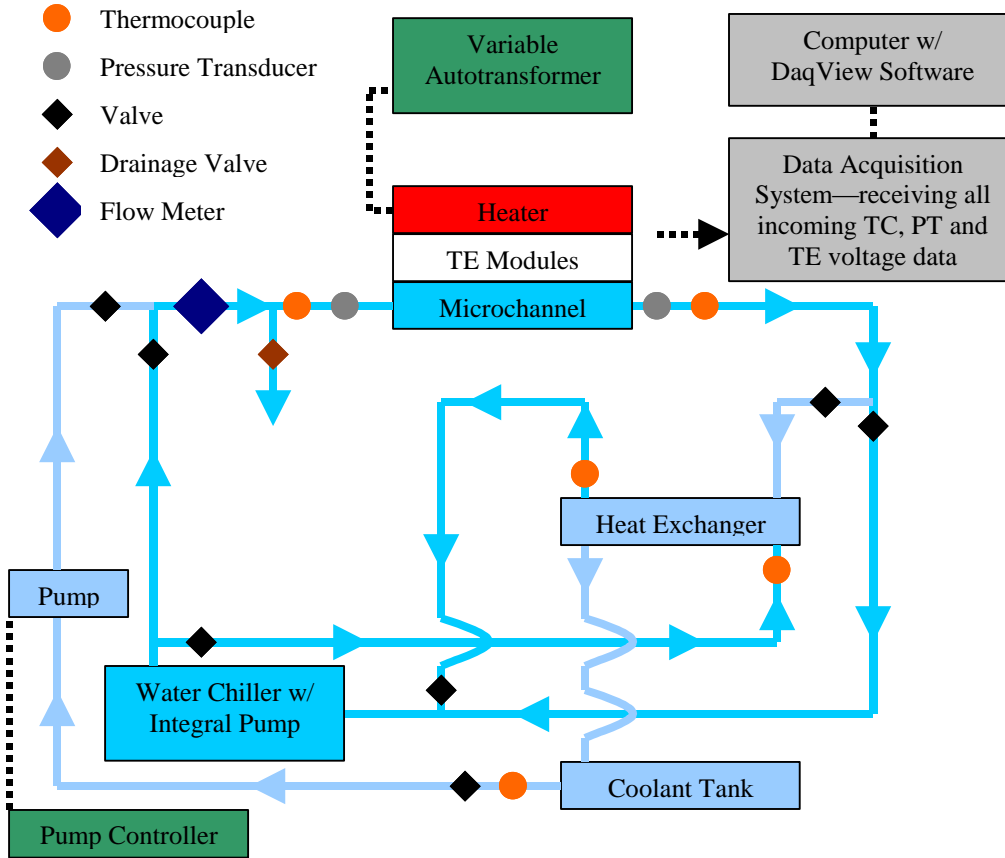 Thermocouple
Pressure Transducer
Valve
Drainage Valve
Flow Meter
Variable
Autotransformer
Computer w/
DaqView Software
Data Acquisition
System—receiving all
incoming TC, PT and
TE voltage data
Heater
TE Modules
Microchannel
Heat Exchanger
Pump
Water Chiller w/
Integral Pump
Coolant Tank
Pump Controller